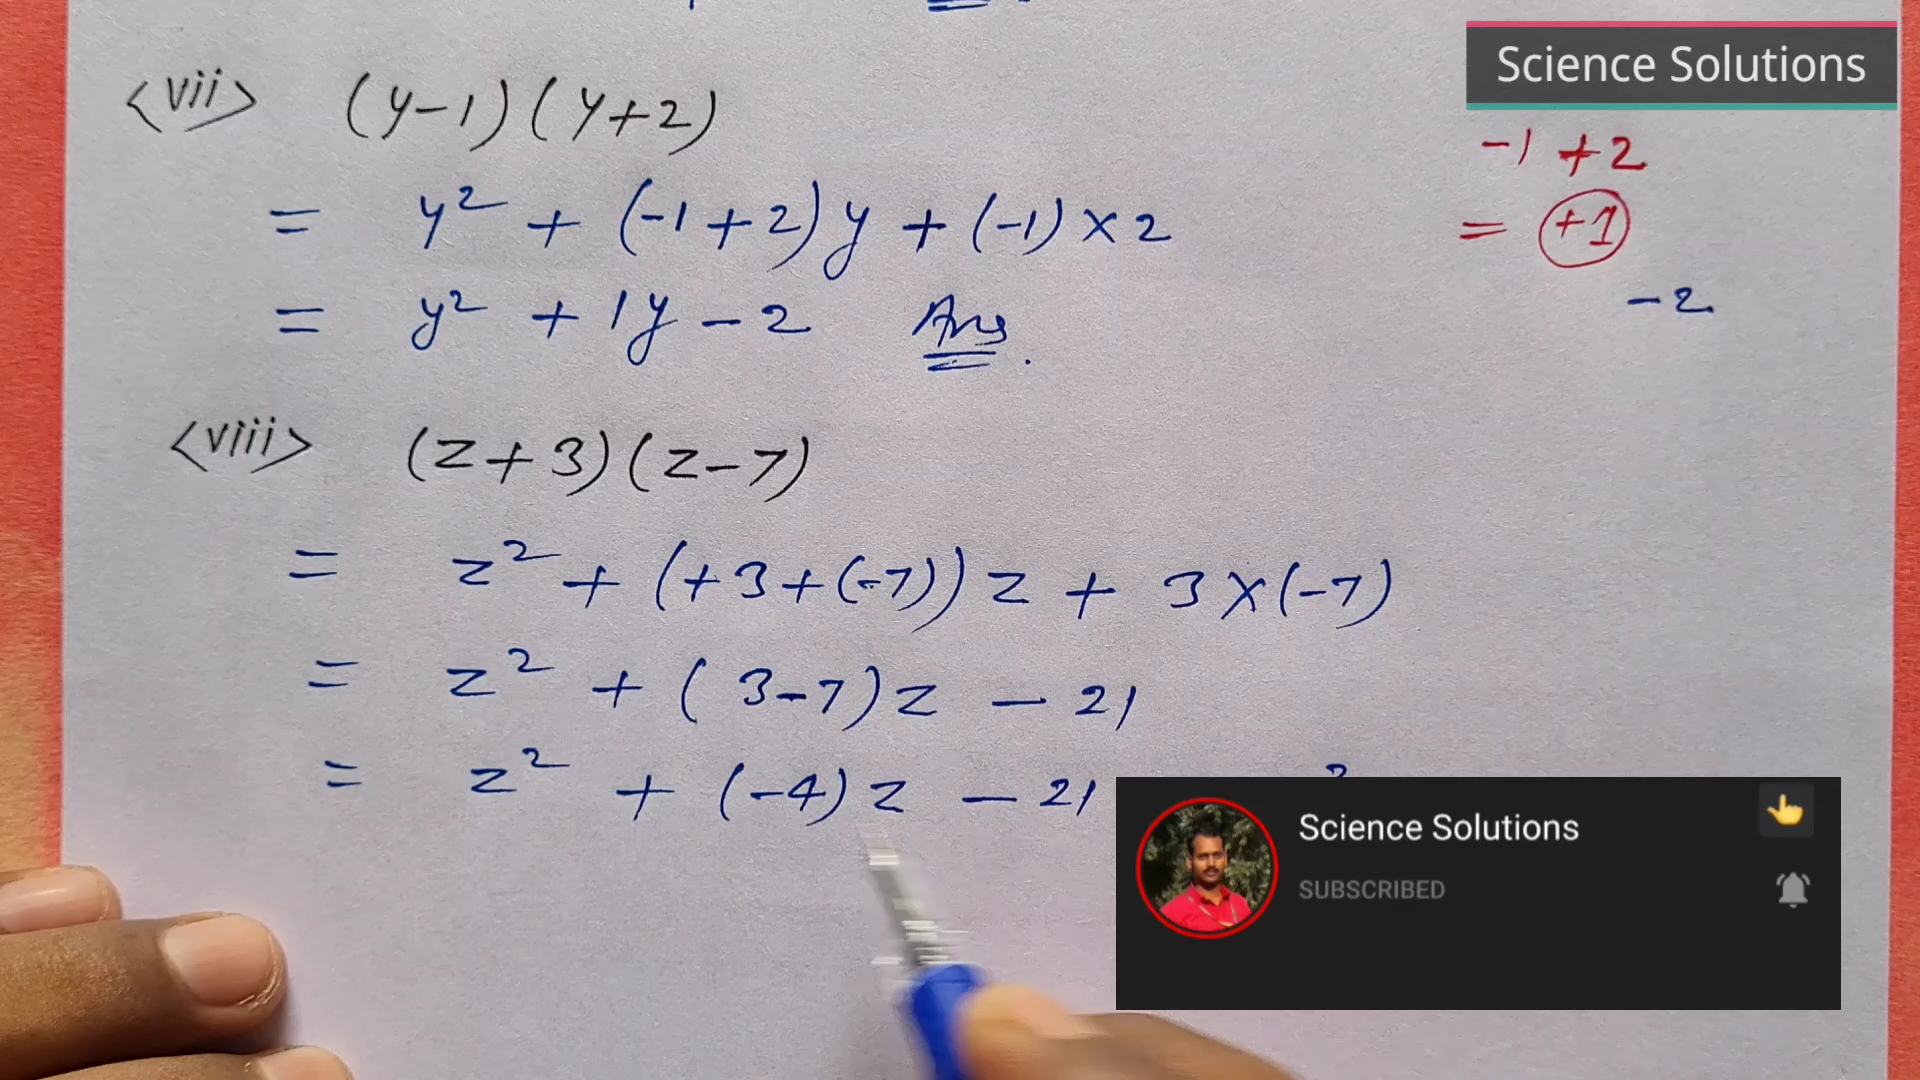 Science Solutions
<vii> (y-1)(y+2)
= y² + (-1+2)y + (-1)×2
= y² + 1y - 2 Ans.
-1 +2
= +1
-2
<viii> (z+3)(z-7)
= z² + (+3+(-7))z + 3×(-7)
= z² + (3-7)z - 21
= z² + (-4)z - 21
Science Solutions
SUBSCRIBED